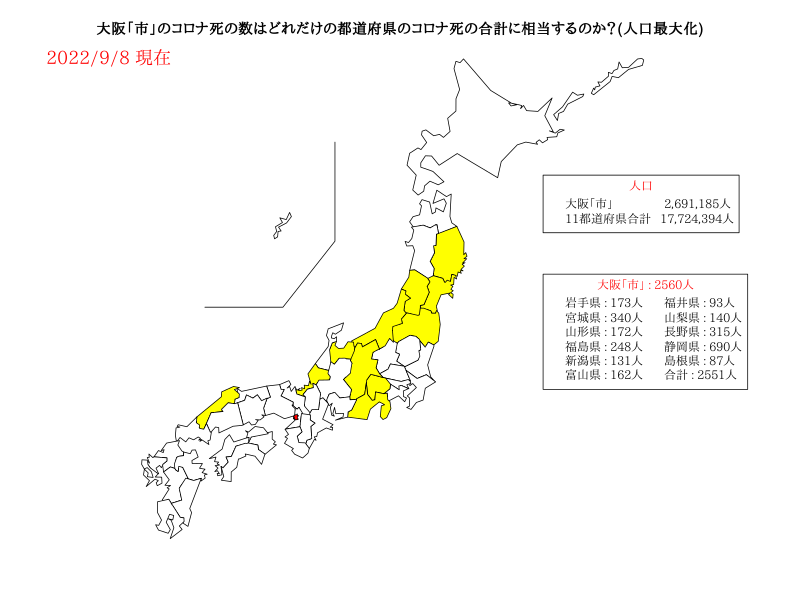 大阪「市」のコロナ死の数はどれだけの都道府県のコロナ死の合計に相当するのか?(人口最大化)
2022/9/8 現在
人口
大阪「市」 2,691,185人
11都道府県合計 17,724,394人
大阪「市」: 2560人
岩手県 : 173人 福井県 : 93人
宮城県 : 340人 山梨県 : 140人
山形県 : 172人 長野県 : 315人
福島県 : 248人 静岡県 : 690人
新潟県 : 131人 島根県 : 87人
富山県 : 162人 合計 : 2551人